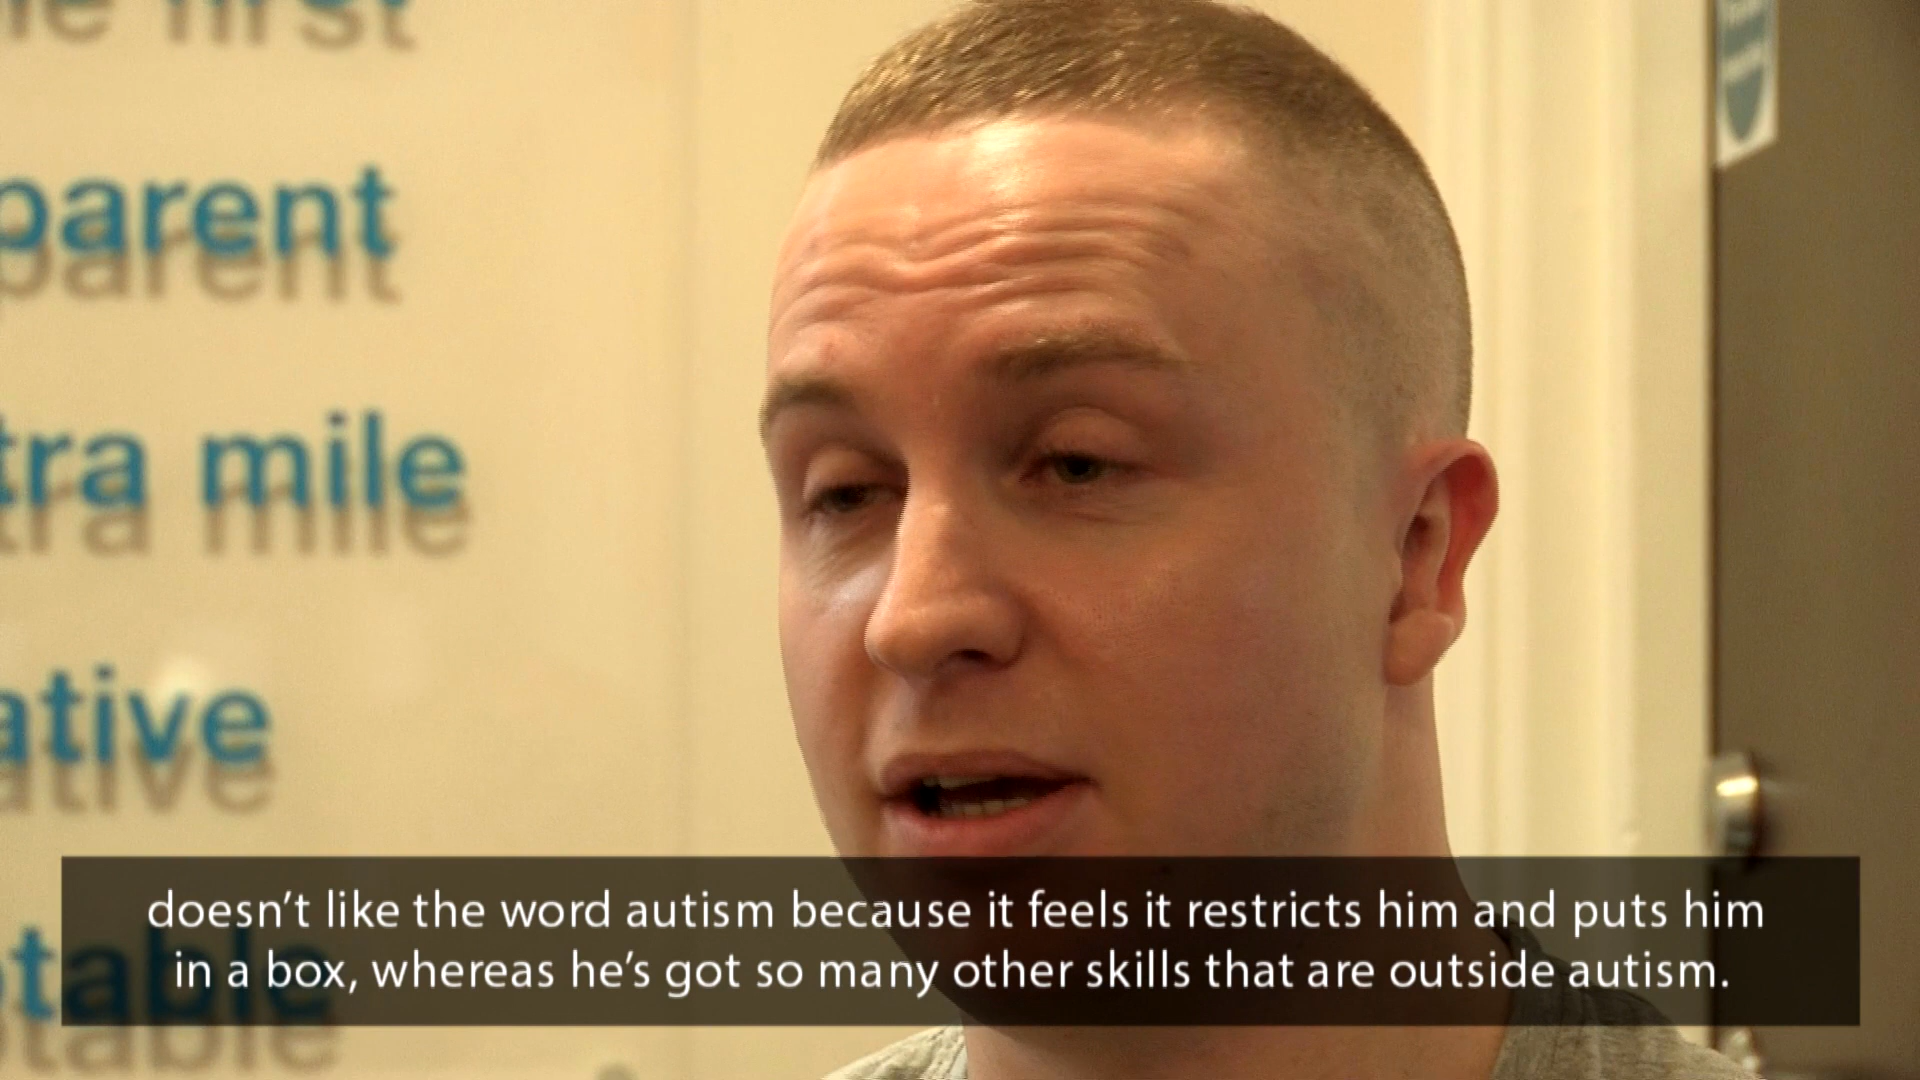 first
parent
tra mile
ative
table
doesn't like the word autism because it feels it restricts him and puts him
in a box, whereas he's got so many other skills that are outside autism.